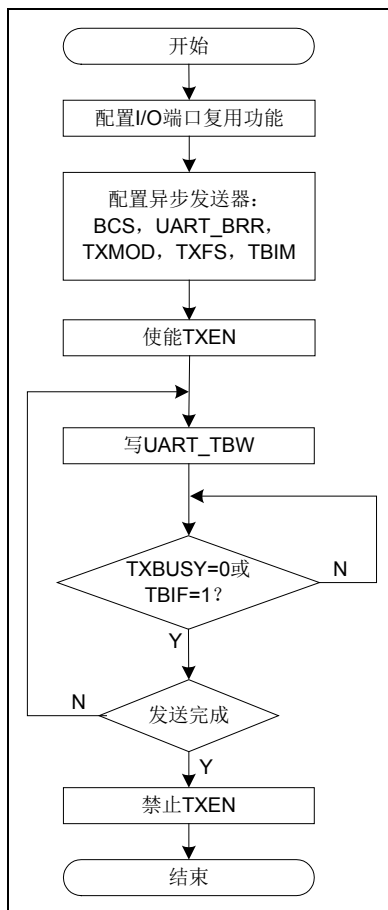 开始
配置I/O端口复用功能
配置异步发送器：
BCS，UART_BRR，
TXMOD，TXFS，TBIM
使能TXEN
写UART_TBW
TXBUSY=0或
TBIF=1？
N
Y
发送完成
N
Y
禁止TXEN
结束